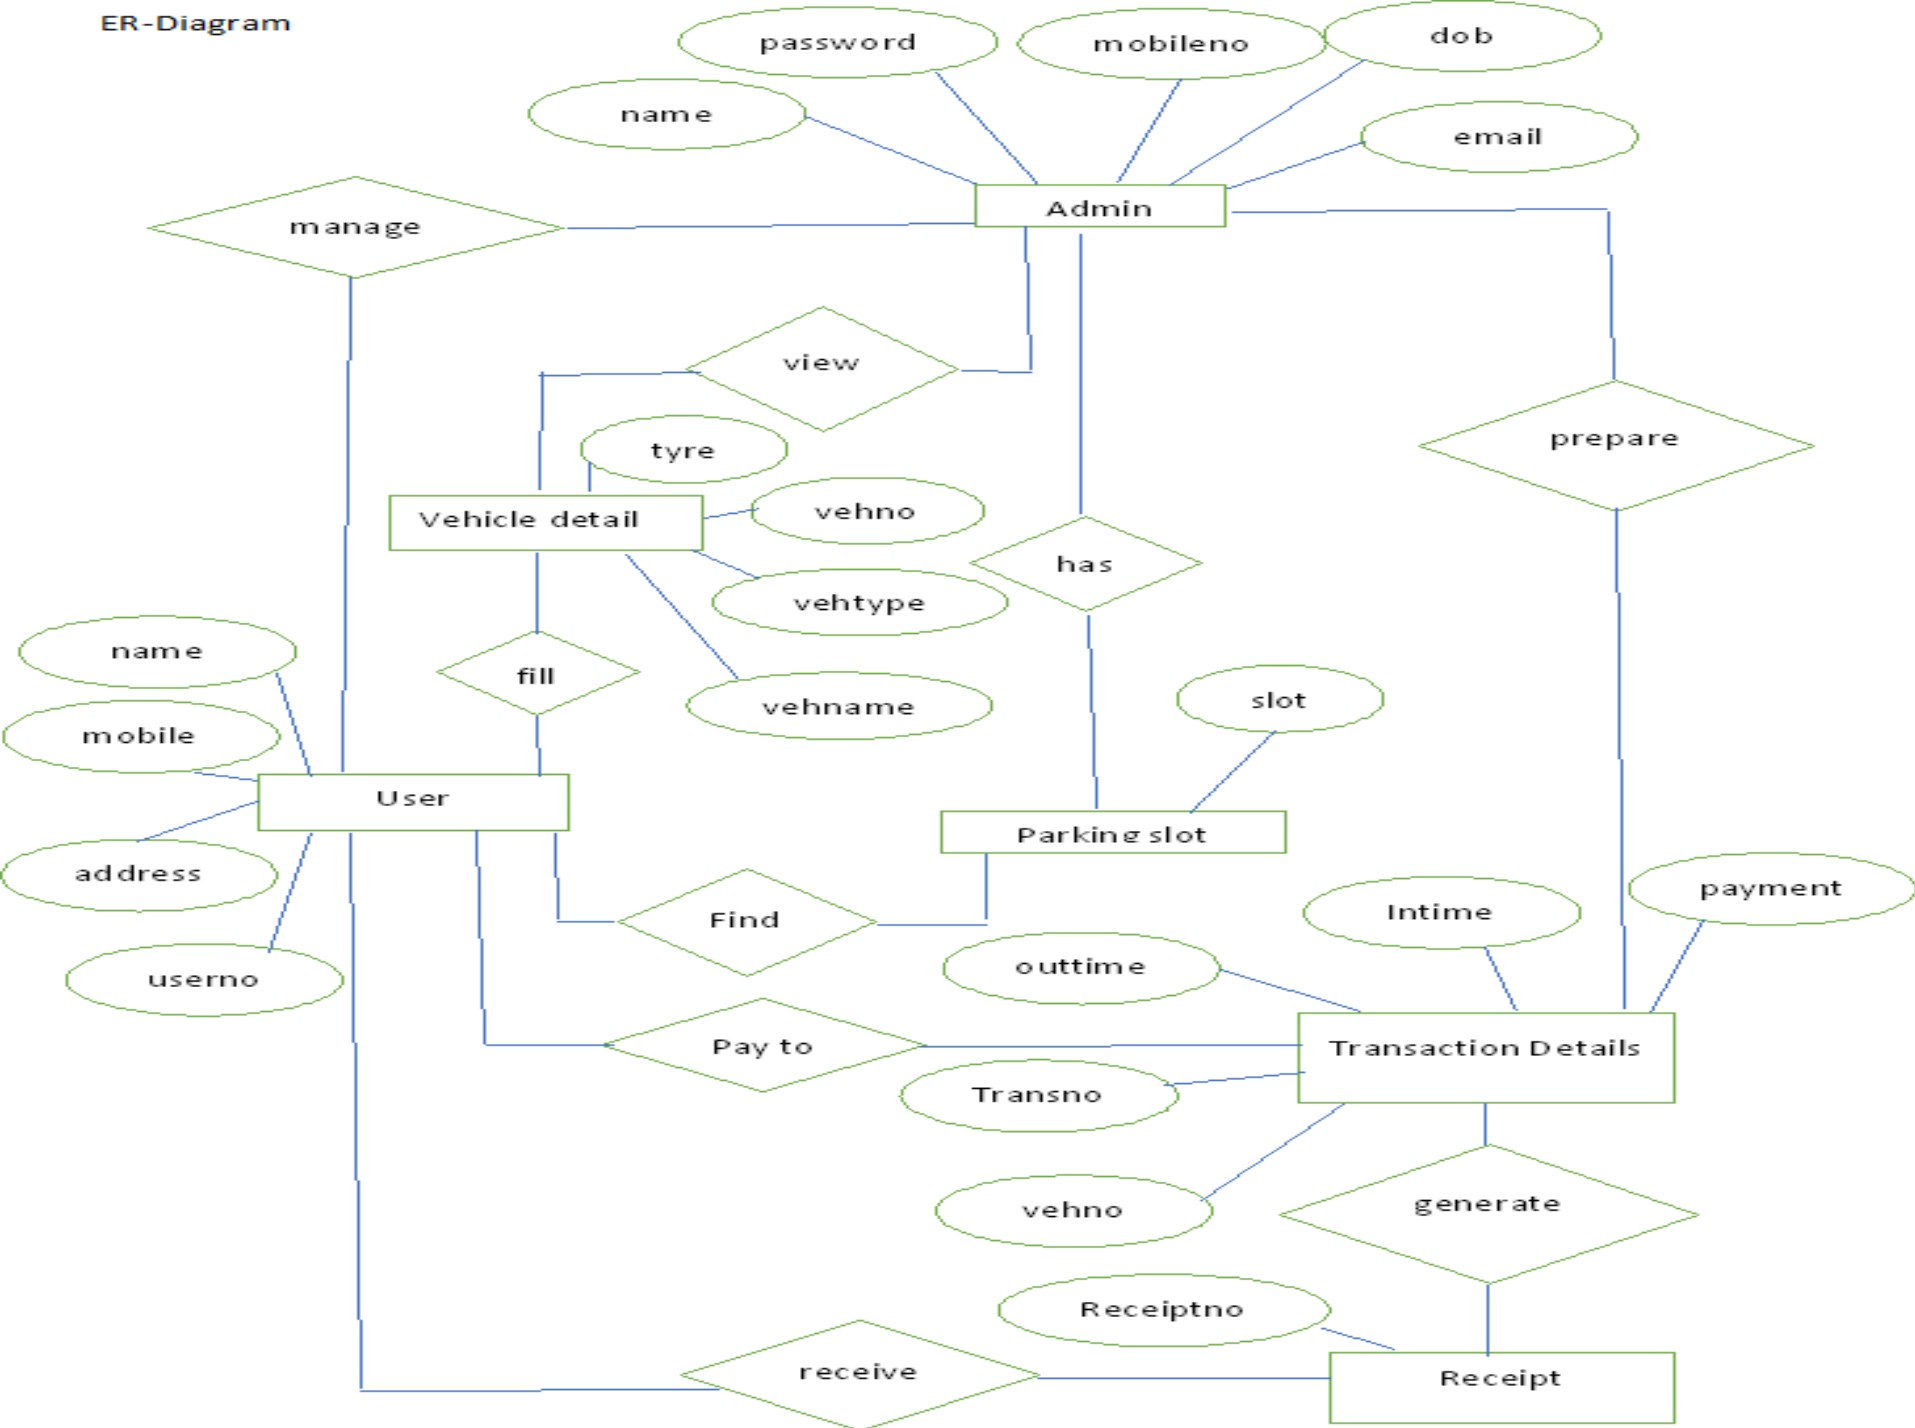 ER-Diagram
password
mobileno
dob
name
email
Admin
manage
view
prepare
tyre
Vehicle detail
vehno
has
vehtype
name
fill
slot
vehname
mobile
User
Parking slot
address
payment
Find
Intime
outtime
userno
Pay to
Transaction Details
Transno
vehno
generate
Receiptno
receive
Receipt